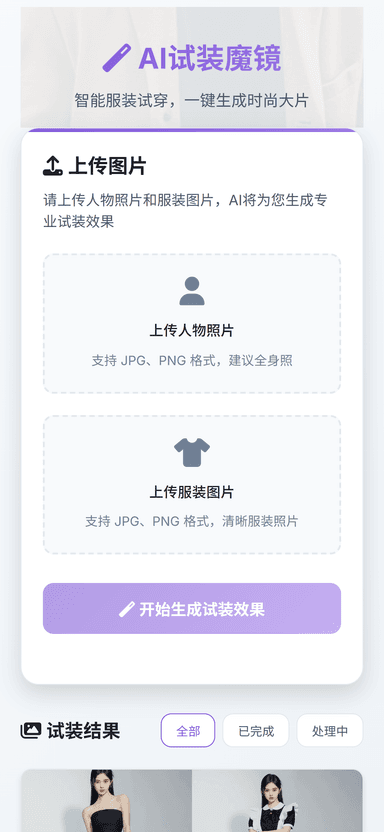 AI试装魔镜
智能服装试穿，一键生成时尚大片
上传图片
请上传人物照片和服装图片，AI将为您生成专
业试装效果
上传人物照片
支持 JPG、PNG 格式，建议全身照
上传服装图片
支持 JPG、PNG 格式，清晰服装照片
开始生成试装效果
试装结果
全部
已完成
处理中